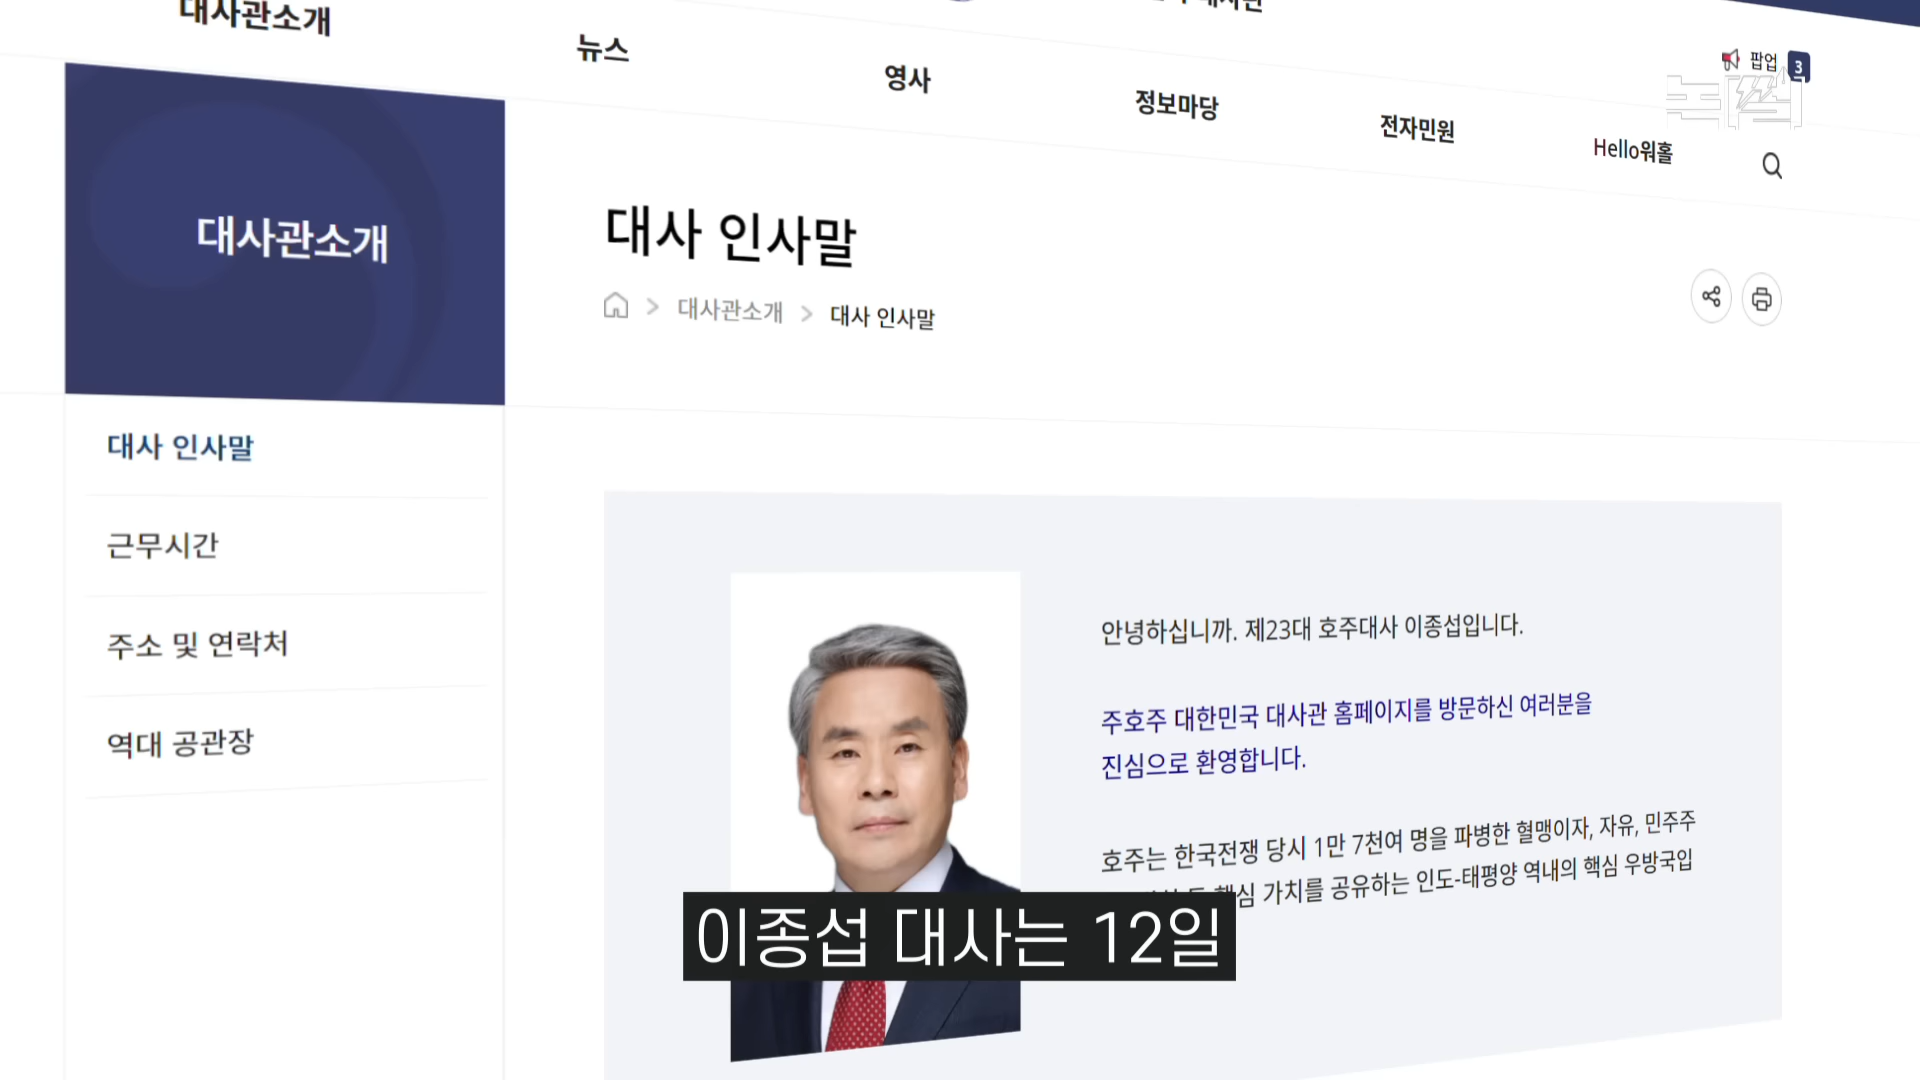 대사관소개
뉴스
영사
정보마당
전자민원
Hello워홀
팝업 3
논썰
대사관소개
대사 인사말
근무시간
주소 및 연락처
역대 공관장
대사 인사말
대사관소개 > 대사 인사말
안녕하십니까. 제23대 호주대사 이종섭입니다.
주호주 대한민국 대사관 홈페이지를 방문하신 여러분을
진심으로 환영합니다.
호주는 한국전쟁 당시 1만 7천여 명을 파병한 혈맹이자, 자유, 민주주
가치를 공유하는 인도-태평양 역내의 핵심 우방국입
이종섭 대사는 12일